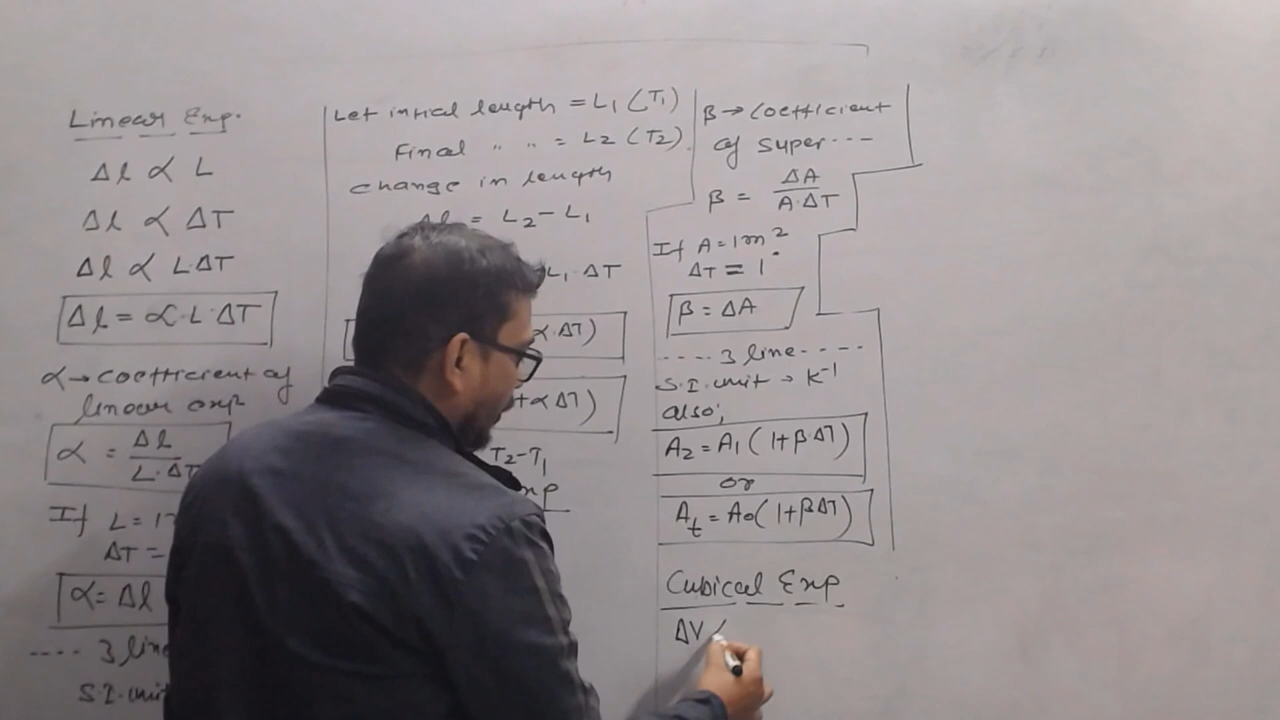 Linear Exp.
Δl ∝ L
Δl ∝ ΔT
Δl ∝ L·ΔT
Δl = ∝·L·ΔT
∝→coefficient of
linear exp
∝ = Δl / L·ΔT
If L = 1
ΔT =
∝ = Δl
---- 3 line
S.I. unit
Let initial length = L1 (T1)
Final " " = L2 (T2)
change in length
Δl = L2 - L1
L1·ΔT
∝·ΔT)
+∝ΔT)
T2-T1
Exp
β→coefficient
of super---
β = ΔA / A·ΔT
If A=1m²
ΔT = 1°
β = ΔA
---- 3 line----
S.I. unit → K⁻¹
also,
A2 = A1 (1+β·ΔT)
or
At = A0(1+βΔT)
Cubical Exp
ΔV